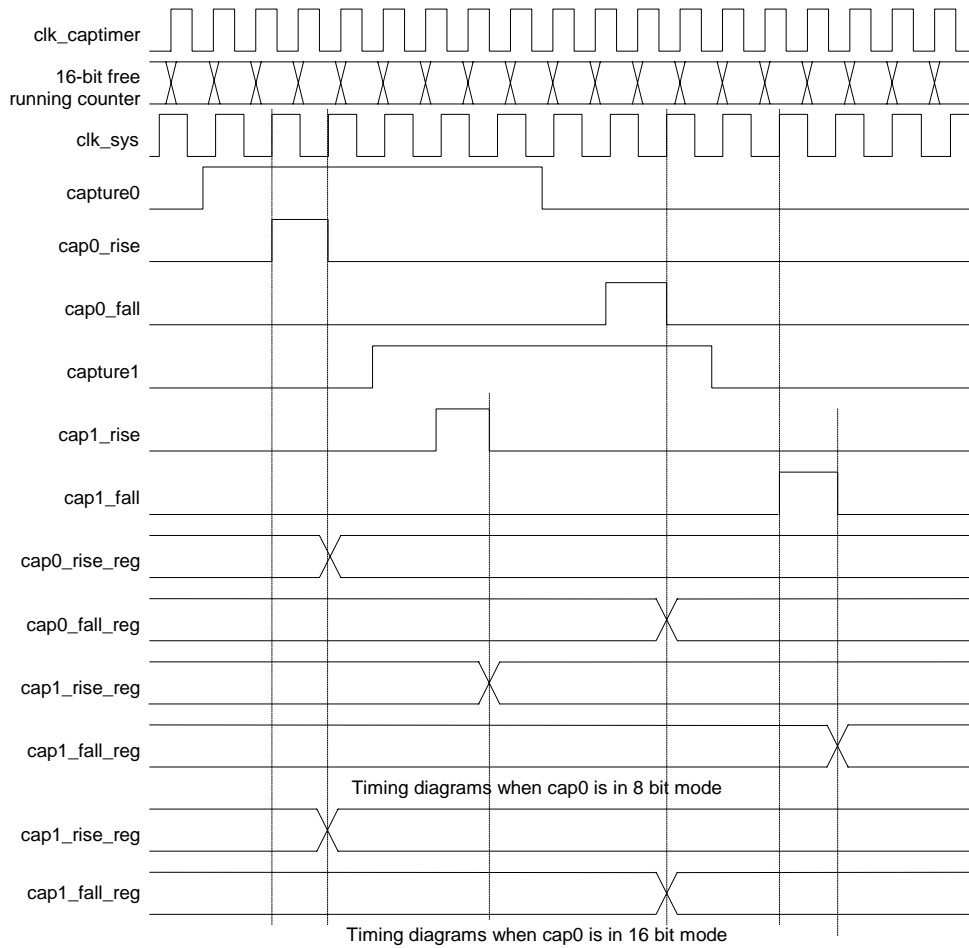 clk_captimer
16-bit free
running counter
clk_sys
capture0
cap0_rise
cap0_fall
capture1
cap1_rise
cap1_fall
cap0_rise_reg
cap0_fall_reg
cap1_rise_reg
cap1_fall_reg
Timing diagrams when cap0 is in 8 bit mode
cap1_rise_reg
cap1_fall_reg
Timing diagrams when cap0 is in 16 bit mode